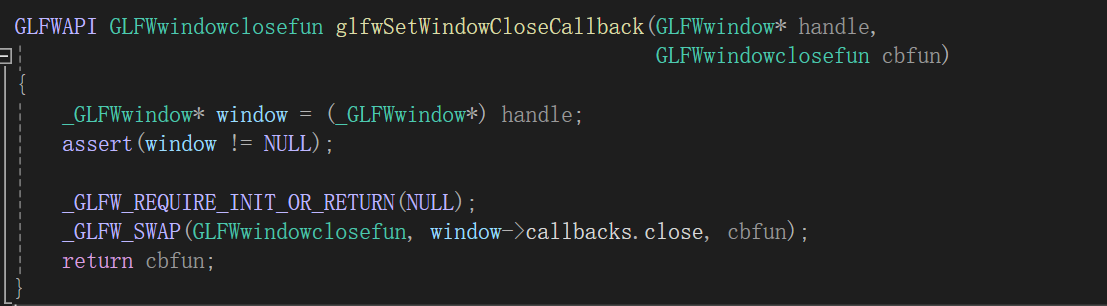 GLFWAPI GLFWwindowclosefun glfwSetWindowCloseCallback(GLFWwindow* handle,
GLFWwindowclosefun cbfun)
{
_GLFWwindow* window = (_GLFWwindow*) handle;
assert(window != NULL);
_GLFW_REQUIRE_INIT_OR_RETURN(NULL);
_GLFW_SWAP(GLFWwindowclosefun, window->callbacks.close, cbfun);
return cbfun;
}